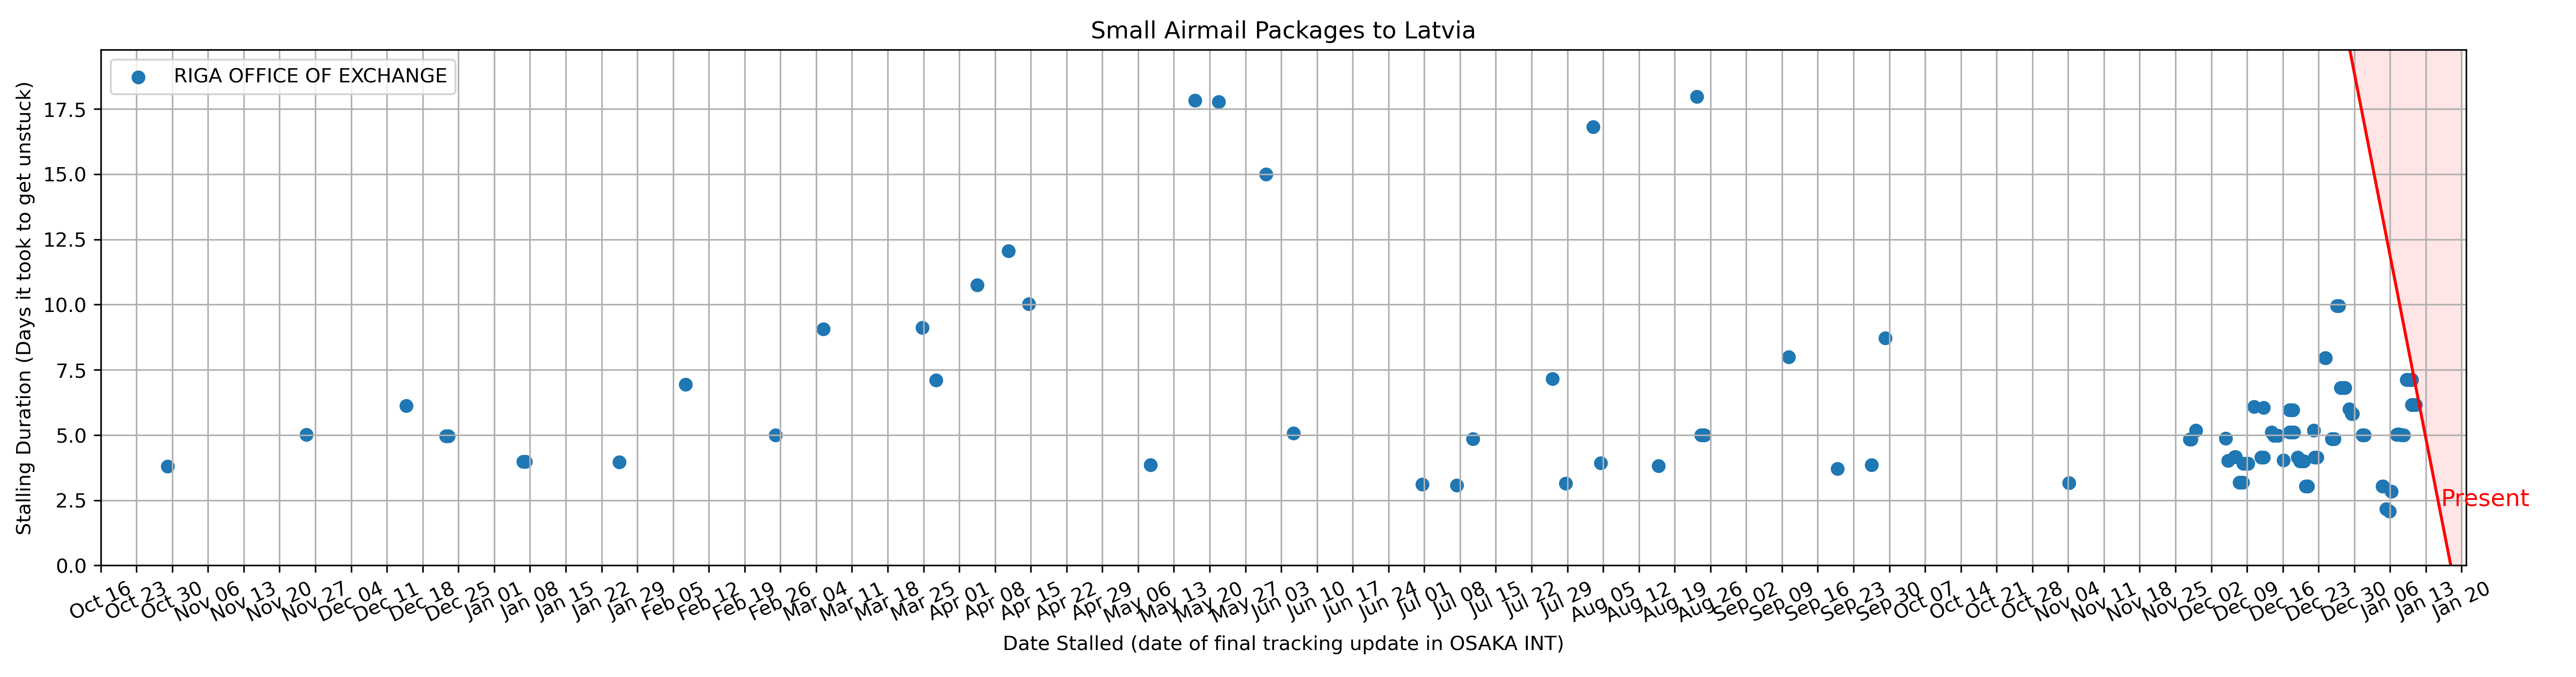 Small Airmail Packages to Latvia
RIGA OFFICE OF EXCHANGE
Stalling Duration (Days it took to get unstuck)
17.5
15.0
12.5
10.0
7.5
5.0
2.5
0.0
Present
Oct 16
Oct 23
Oct 30
Nov 06
Nov 13
Nov 20
Nov 27
Dec 04
Dec 11
Dec 18
Dec 25
Jan 01
Jan 08
Jan 15
Jan 22
Jan 29
Feb 05
Feb 12
Feb 19
Feb 26
Mar 04
Mar 11
Mar 18
Mar 25
Apr 01
Apr 08
Apr 15
Apr 22
Apr 29
May 06
May 13
May 20
May 27
Jun 03
Jun 10
Jun 17
Jun 24
Jul 01
Jul 08
Jul 15
Jul 22
Jul 29
Aug 05
Aug 12
Aug 19
Aug 26
Sep 02
Sep 09
Sep 16
Sep 23
Sep 30
Oct 07
Oct 14
Oct 21
Oct 28
Nov 04
Nov 11
Nov 18
Nov 25
Dec 02
Dec 09
Dec 16
Dec 23
Dec 30
Jan 06
Jan 13
Jan 20
Date Stalled (date of final tracking update in OSAKA INT)